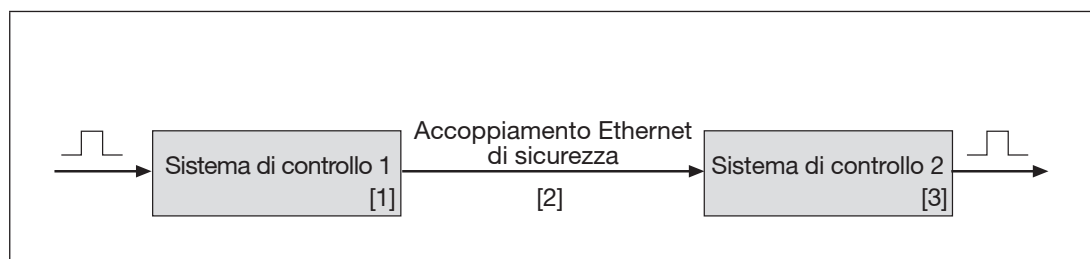 Accoppiamento Ethernet
di sicurezza
Sistema di controllo 1
Sistema di controllo 2
[1]
[2]
[3]